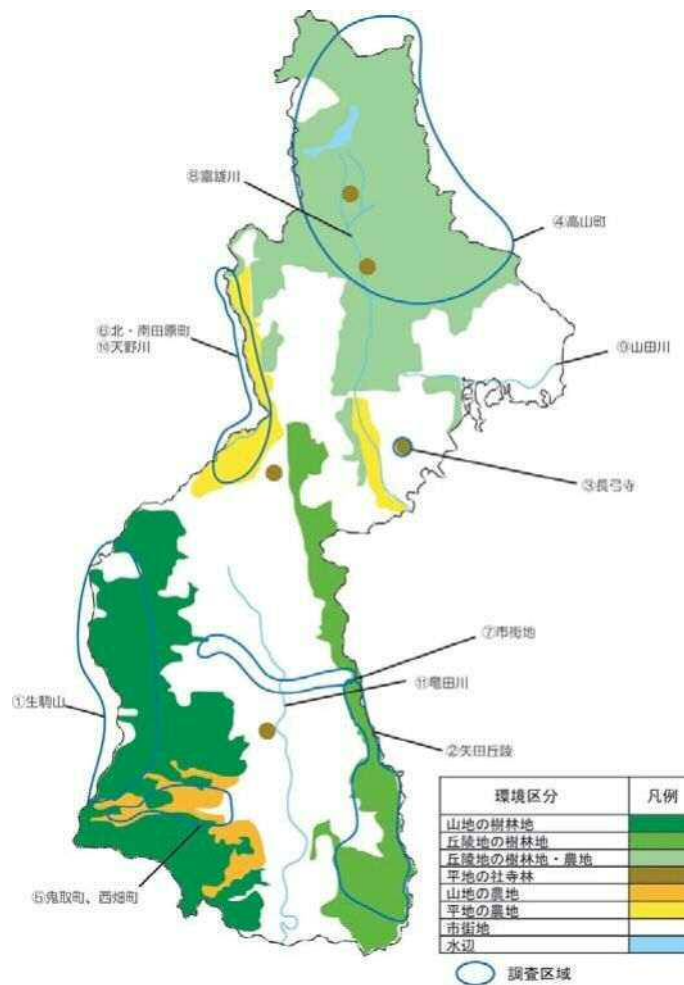 ⑧富雄川
④高山町
⑥北・南田原町
⑩天野川
⑨山田川
③長弓寺
⑦市街地
⑪竜田川
①生駒山
②矢田丘陵
⑤鬼取町、西畑町
環境区分 凡例
山地の樹林地
丘陵地の樹林地
丘陵地の樹林地・農地
平地の社寺林
山地の農地
平地の農地
市街地
水辺
調査区域